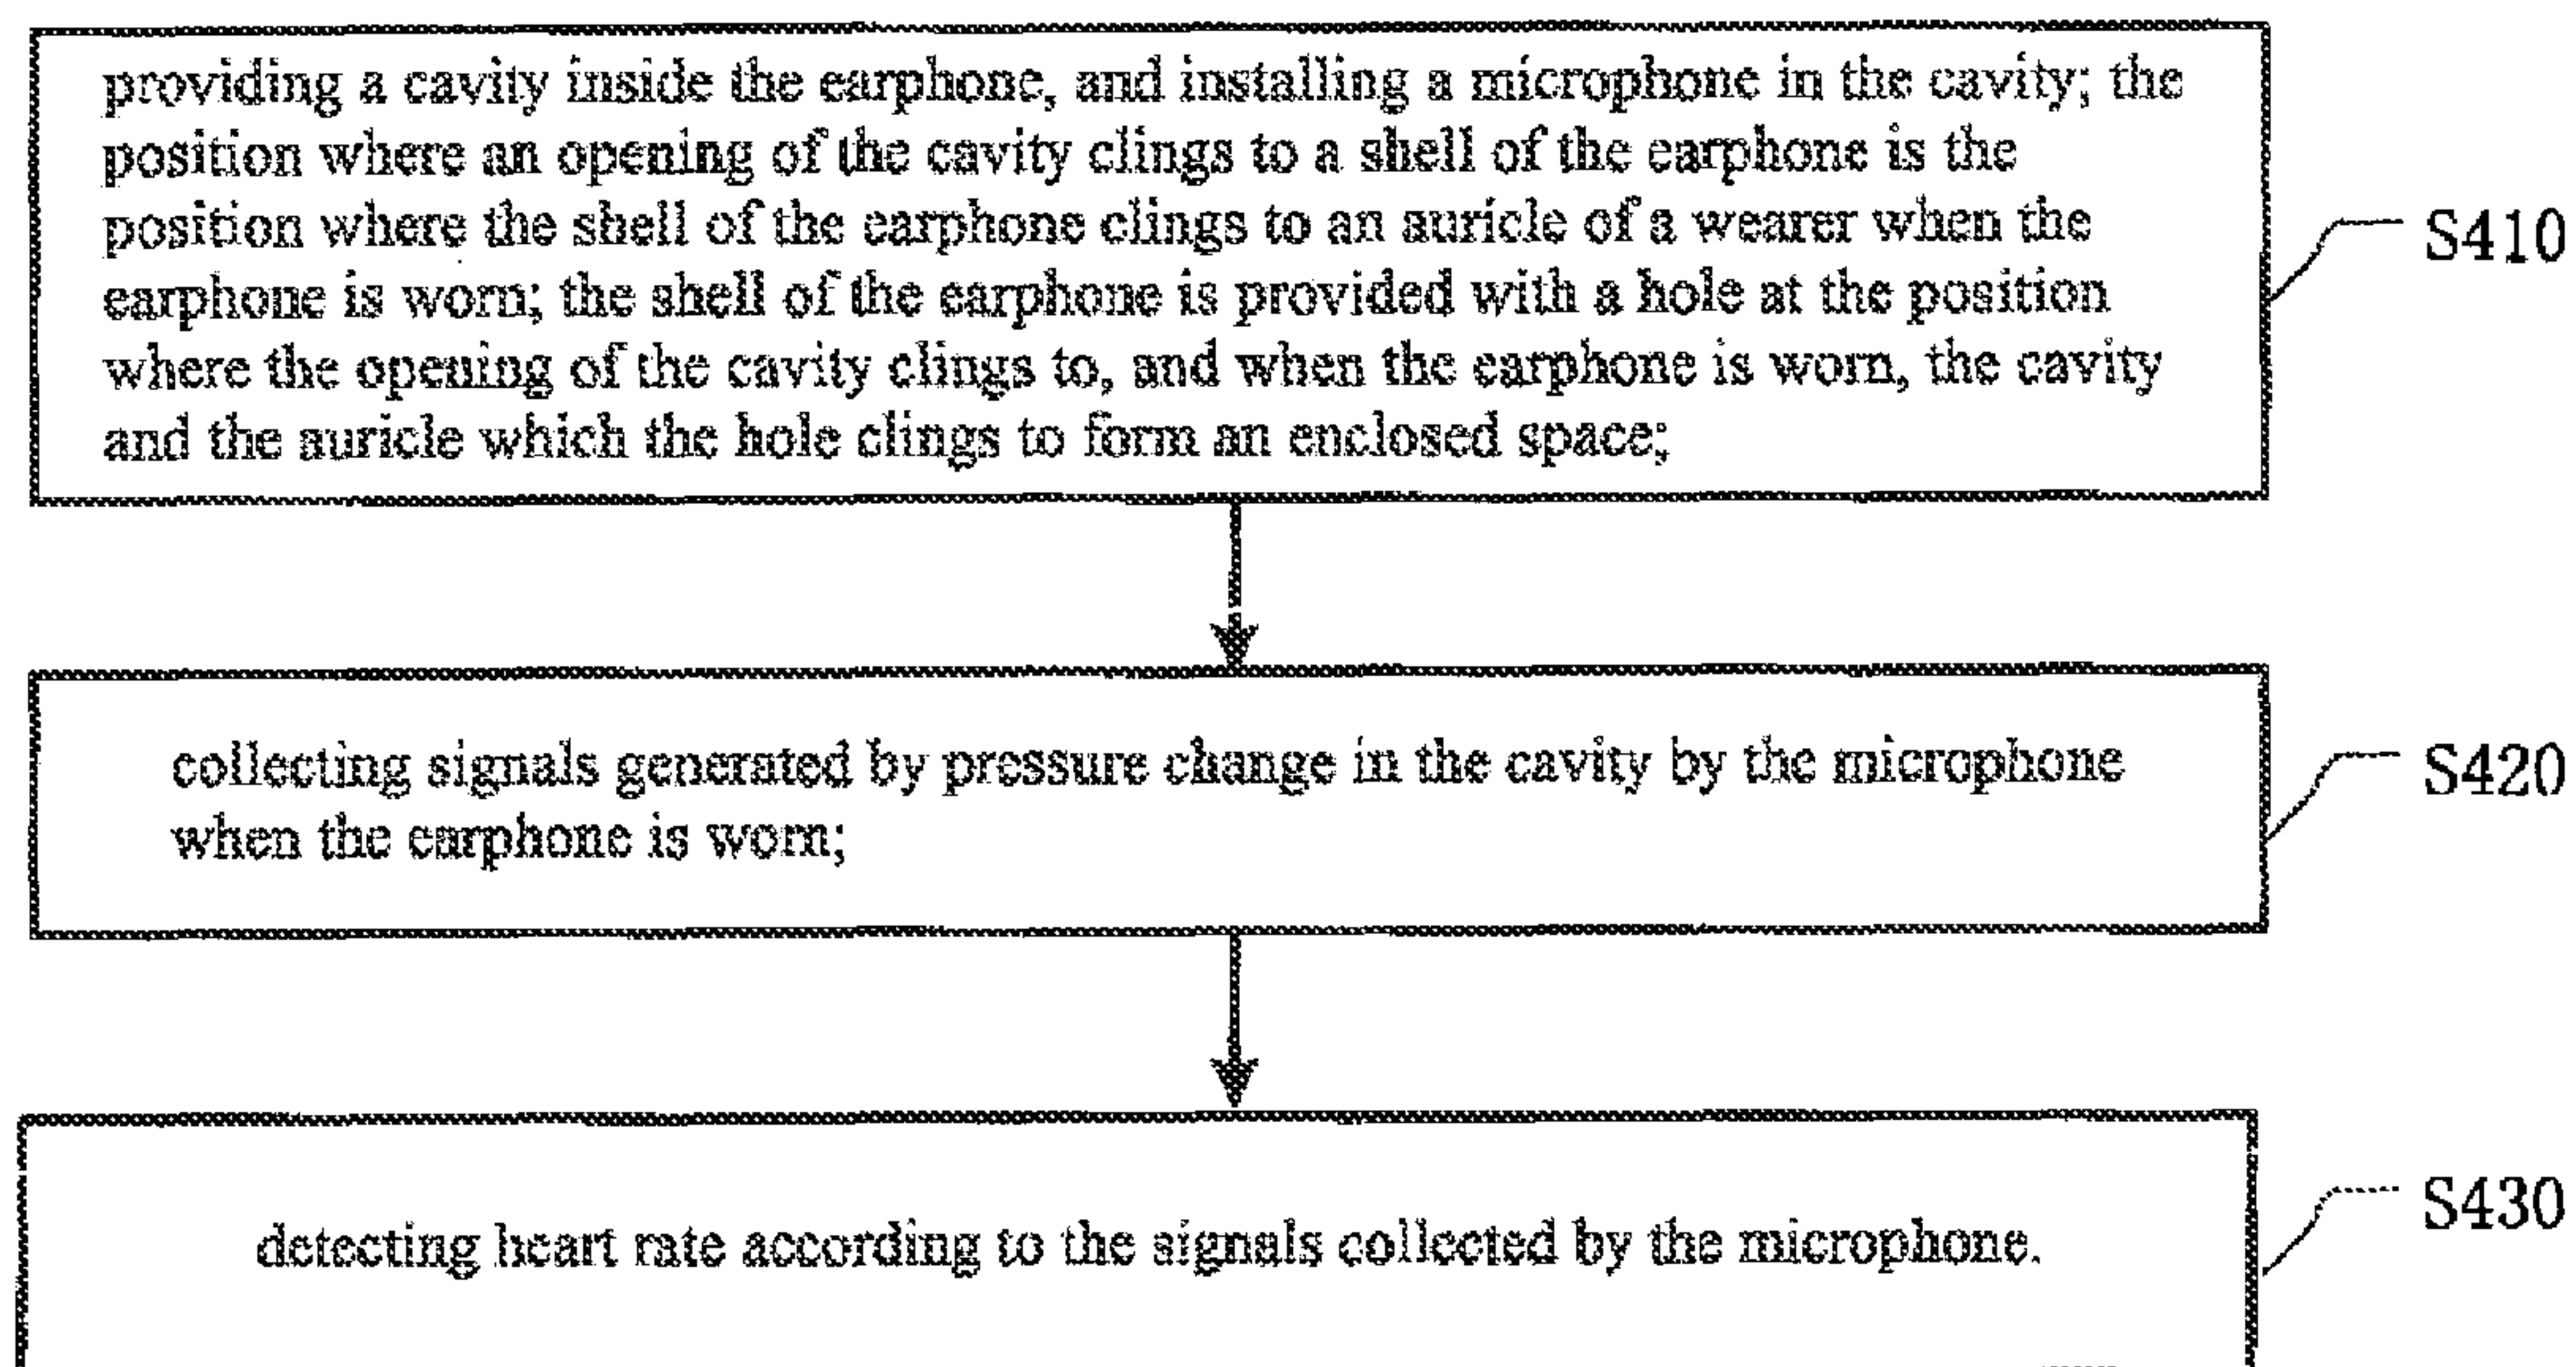 providing a cavity inside the earphone, and installing a microphone in the cavity; the
position where an opening of the cavity clings to a shell of the earphone is the
position where the shell of the earphone clings to an auricle of a wearer when the
earphone is worn; the shell of the earphone is provided with a hole at the position
where the opening of the cavity clings to, and when the earphone is worn, the cavity
and the auricle which the hole clings to form an enclosed space;
S410
collecting signals generated by pressure change in the cavity by the microphone
when the earphone is worn;
S420
detecting heart rate according to the signals collected by the microphone.
S430